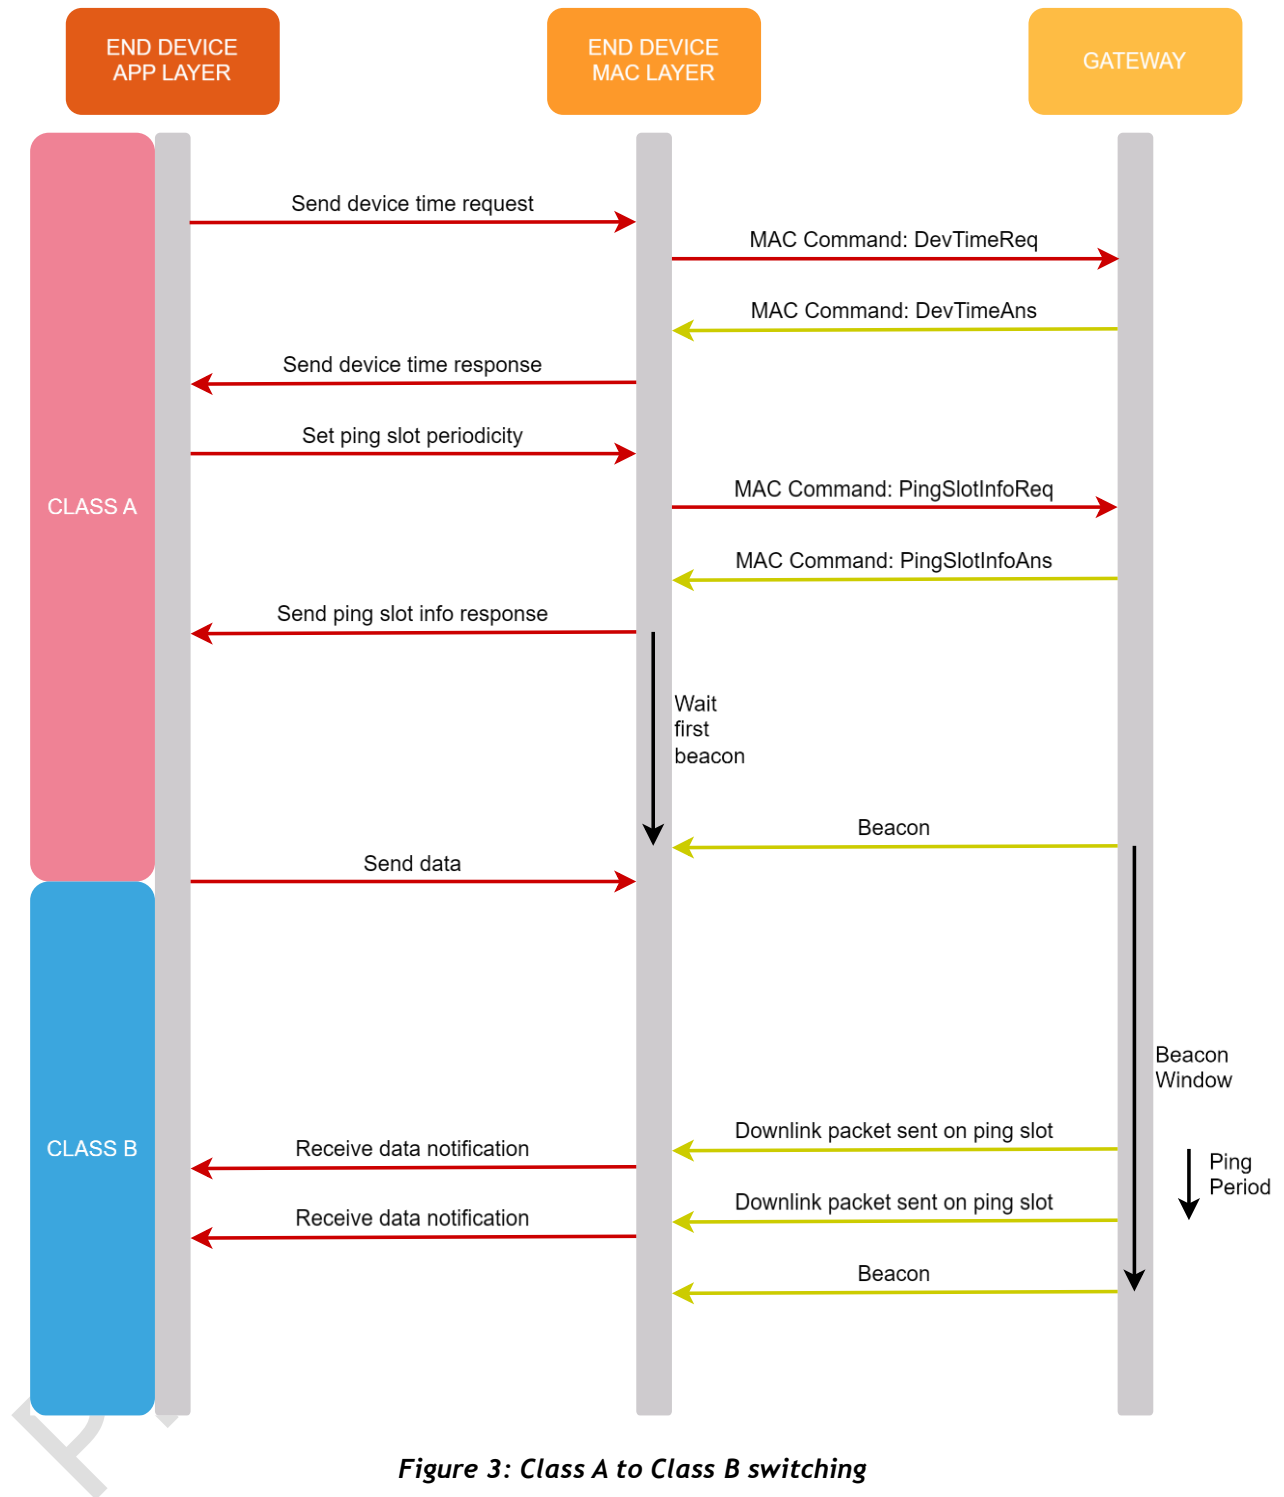 END DEVICE
APP LAYER
END DEVICE
MAC LAYER
GATEWAY
Send device time request
MAC Command: DevTimeReq
MAC Command: DevTimeAns
Send device time response
Set ping slot periodicity
MAC Command: PingSlotInfoReq
CLASS A
MAC Command: PingSlotInfoAns
Send ping slot info response
Wait
first
beacon
Beacon
Send data
Beacon
Window
Downlink packet sent on ping slot
CLASS B
Receive data notification
Ping
Period
Downlink packet sent on ping slot
Receive data notification
Beacon
Figure 3: Class A to Class B switching